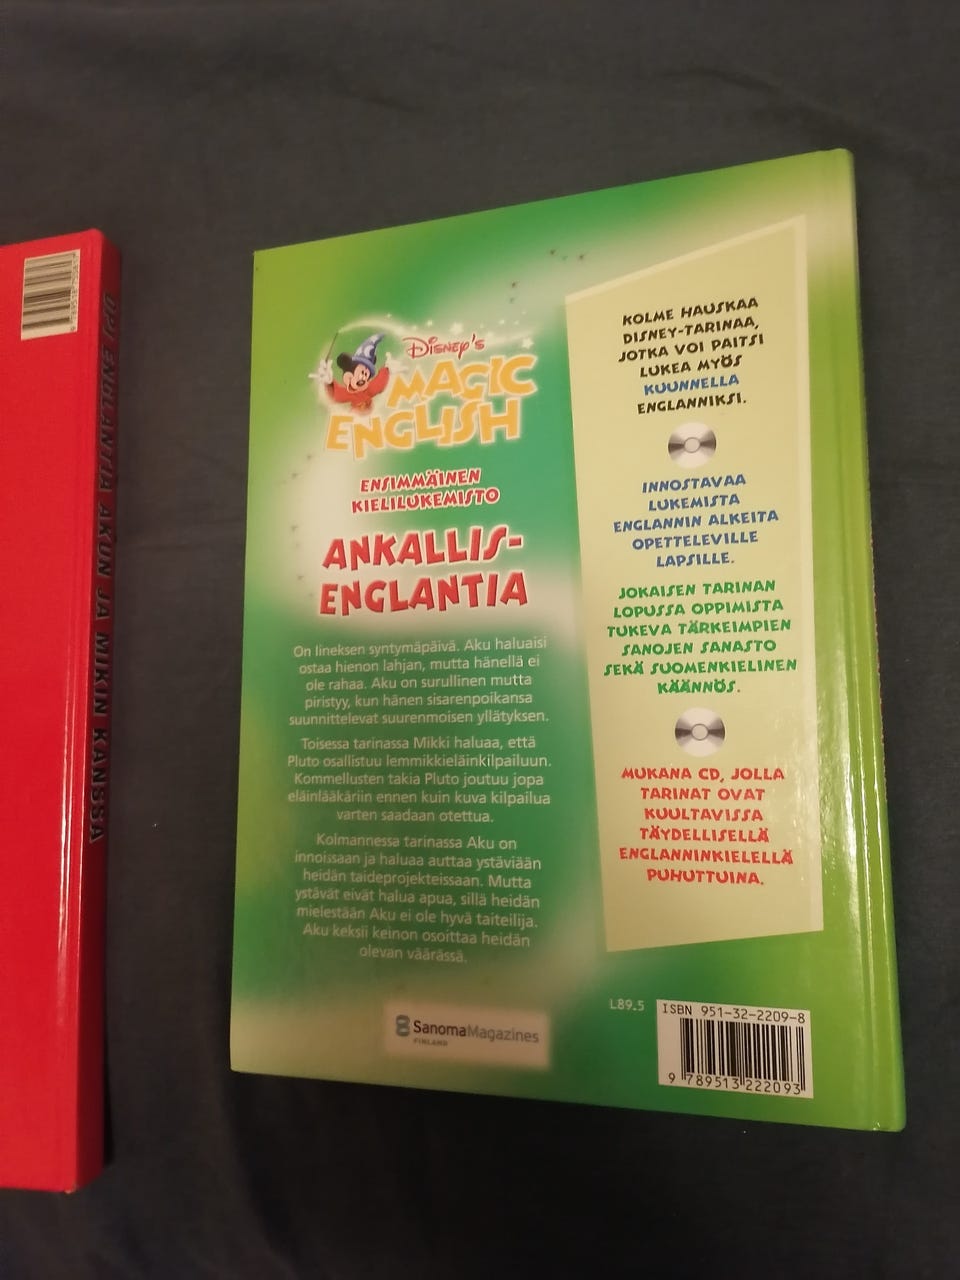 OPI ENGLANTIA AKUN JA MIKIN KANSSA
DISNEY'S
MAGIC
ENGLISH
ENSIMMÄINEN
KIELILUKEMISTO
ANKALLIS-
ENGLANTIA
On Iineksen syntymäpäivä. Aku haluaisi
ostaa hienon lahjan, mutta hänellä ei
ole rahaa. Aku on surullinen mutta
piristyy, kun hänen sisarenpoikansa
suunnittelevat suurenmoisen yllätyksen.
Toisessa tarinassa Mikki haluaa, että
Pluto osallistuu lemmikkieläinkilpailuun.
Kommellusten takia Pluto joutuu jopa
eläinlääkäriin ennen kuin kuva kilpailua
varten saadaan otettua.
Kolmannessa tarinassa Aku on
innoissaan ja haluaa auttaa ystäviään
heidän taideprojekteissaan. Mutta
ystävät eivät halua apua, sillä heidän
mielestään Aku ei ole hyvä taiteilija.
Aku keksii keinon osoittaa heidän
olevan väärässä.
SanomaMagazines
FINLAND
KOLME HAUSKAA
DISNEY-TARINAA,
JOTKA VOI PAITSI
LUKEA MYÖS
KUUNNELLA
ENGLANNIKSI.
INNOSTAVAA
LUKEMISTA
ENGLANNIN ALKEITA
OPETTELEVILLE
LAPSILLE.
JOKAISEN TARINAN
LOPUSSA OPPIMISTA
TUKEVA TÄRKEIMPIEN
SANOJEN SANASTO
SEKÄ SUOMENKIELINEN
KÄÄNNÖS.
MUKANA CD, JOLLA
TARINAT OVAT
KUULTAVISSA
TÄYDELLISELLÄ
ENGLANNINKIELELLÄ
PUHUTTUINA.
L89.5
ISBN 951-32-2209-8
9 789513 222093